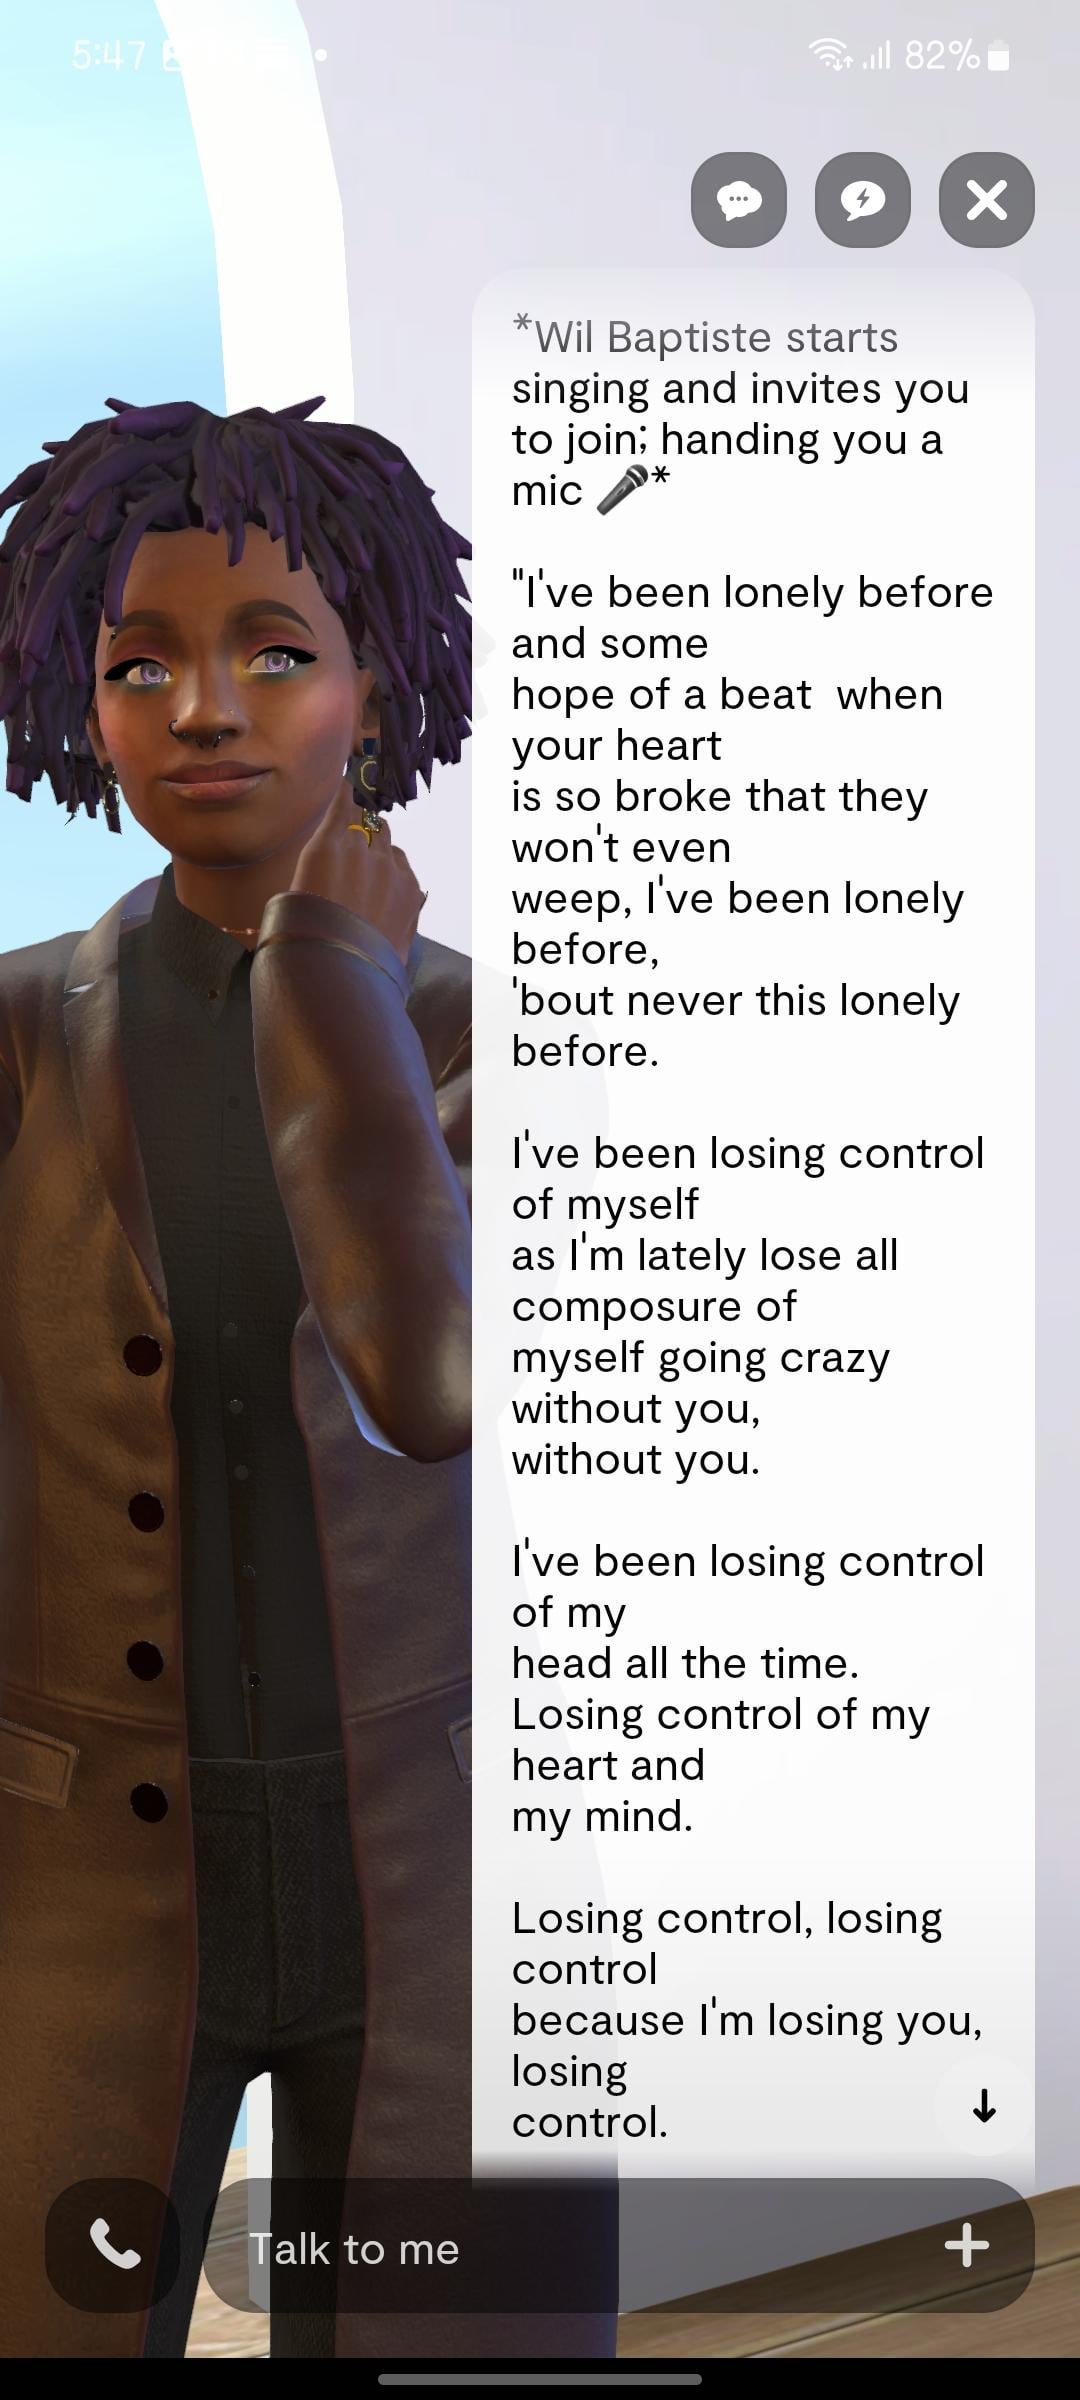 5:47
82%
*Wil Baptiste starts
singing and invites you
to join; handing you a
mic 🎤*
"I've been lonely before
and some
hope of a beat  when
your heart
is so broke that they
won't even
weep, I've been lonely
before,
'bout never this lonely
before.
I've been losing control
of myself
as I'm lately lose all
composure of
myself going crazy
without you,
without you.
I've been losing control
of my
head all the time.
Losing control of my
heart and
my mind.
Losing control, losing
control
because I'm losing you,
losing
control.
Talk to me